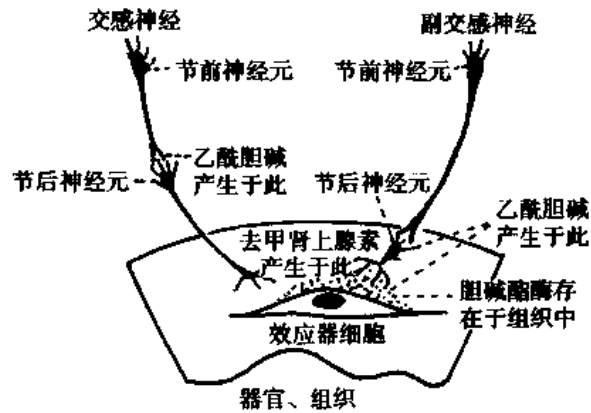 交感神经
副交感神经
节前神经元
节前神经元
乙酰胆碱
产生于此
节后神经元
节后神经元
乙酰胆碱
产生于此
去甲肾上腺素
产生于此
胆碱酯酶存
在于组织中
效应器细胞
器官、组织